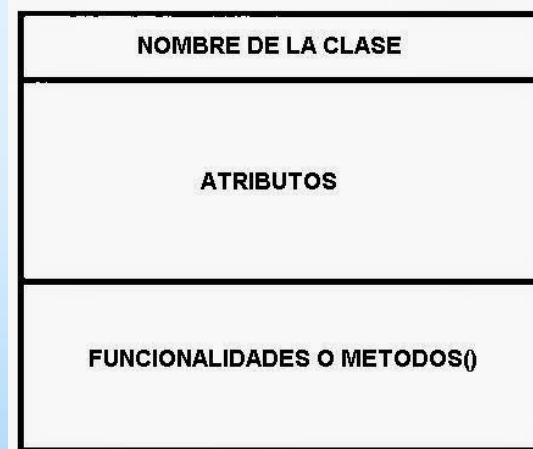 NOMBRE DE LA CLASE
ATRIBUTOS
FUNCIONALIDADES O METODOS()